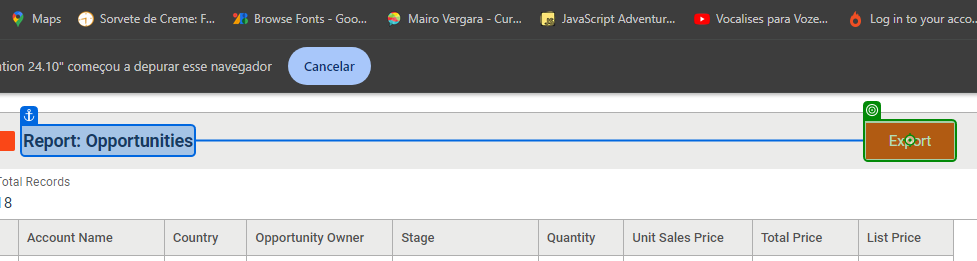 Maps Sorvete de Creme: F... Browse Fonts - Goo... Mairo Vergara - Cur... JavaScript Adventur... Vocalises para Voze... Log in to your acco...
ntion 24.10" começou a depurar esse navegador Cancelar
Report: Opportunities Export
Total Records
18
Account Name Country Opportunity Owner Stage Quantity Unit Sales Price Total Price List Price